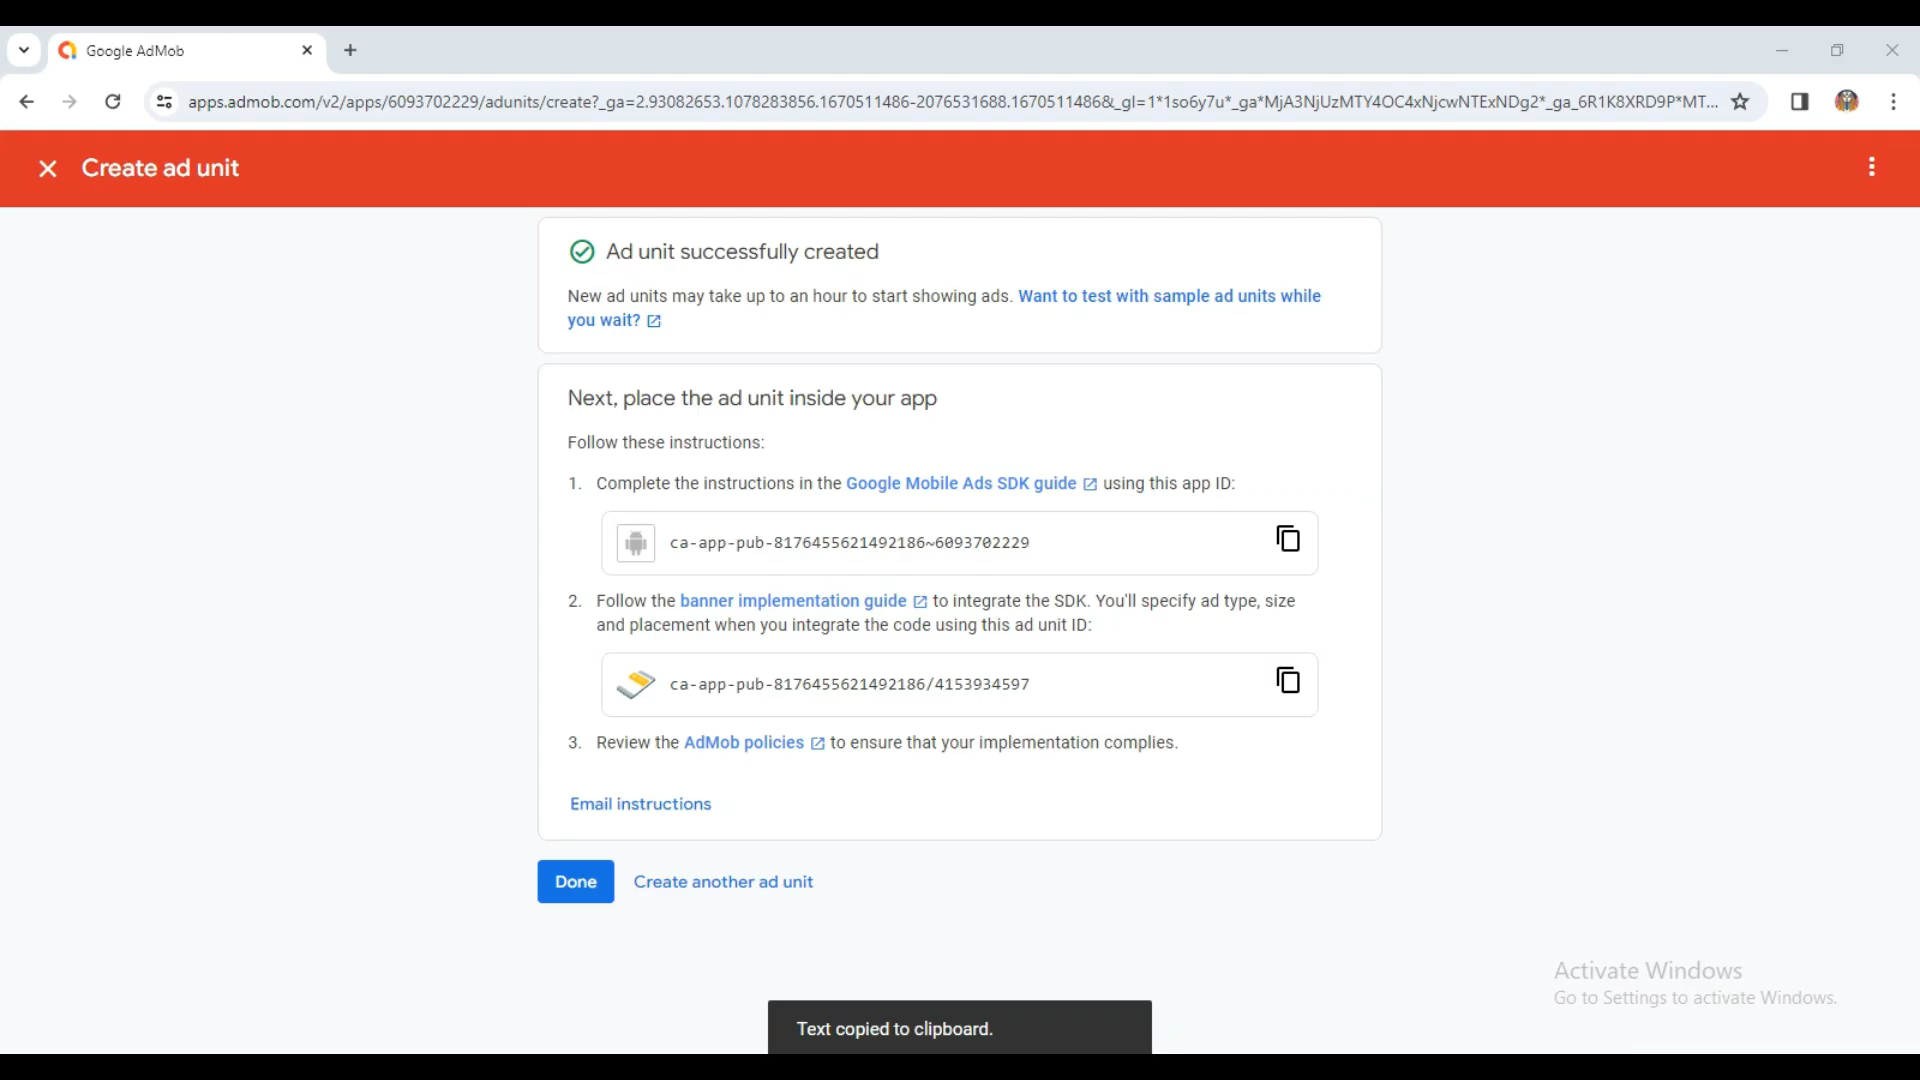 Google AdMob
apps.admob.com/v2/apps/6093702229/adunits/create?_ga=2.93082653.1078283856.1670511486-2076531688.1670511486&_gl=1*1so6y7u*_ga*MjA3NjUzMTY4OC4xNjcwNTExNDg2*_ga_6R1K8XRD9P*MT...
Create ad unit
Ad unit successfully created
New ad units may take up to an hour to start showing ads. Want to test with sample ad units while
you wait?
Next, place the ad unit inside your app
Follow these instructions:
1. Complete the instructions in the Google Mobile Ads SDK guide using this app ID:
ca-app-pub-8176455621492186~6093702229
2. Follow the banner implementation guide to integrate the SDK. You'll specify ad type, size
and placement when you integrate the code using this ad unit ID:
ca-app-pub-8176455621492186/4153934597
3. Review the AdMob policies to ensure that your implementation complies.
Email instructions
Done Create another ad unit
Activate Windows
Go to Settings to activate Windows.
Text copied to clipboard.